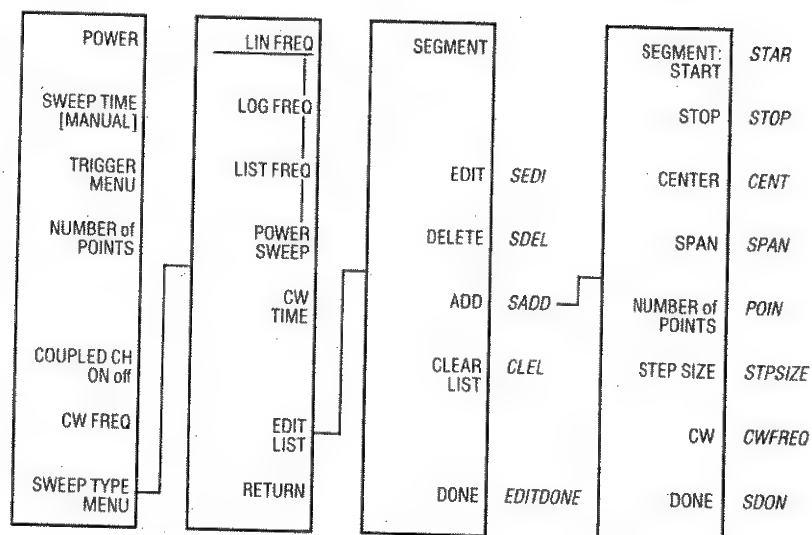 POWER
SWEEP TIME
[MANUAL]
TRIGGER
MENU
NUMBER of
POINTS
COUPLED CH
ON off
CW FREQ
SWEEP TYPE
MENU
LIN FREQ
LOG FREQ
LIST FREQ
POWER
SWEEP
CW
TIME
EDIT
LIST
RETURN
SEGMENT
EDIT SEDI
DELETE SDEL
ADD SADD
CLEAR
LIST CLEL
DONE EDITDONE
SEGMENT:
START STAR
STOP STOP
CENTER CENT
SPAN SPAN
NUMBER of
POINTS POIN
STEP SIZE STPSIZE
CW CWFREQ
DONE SDON